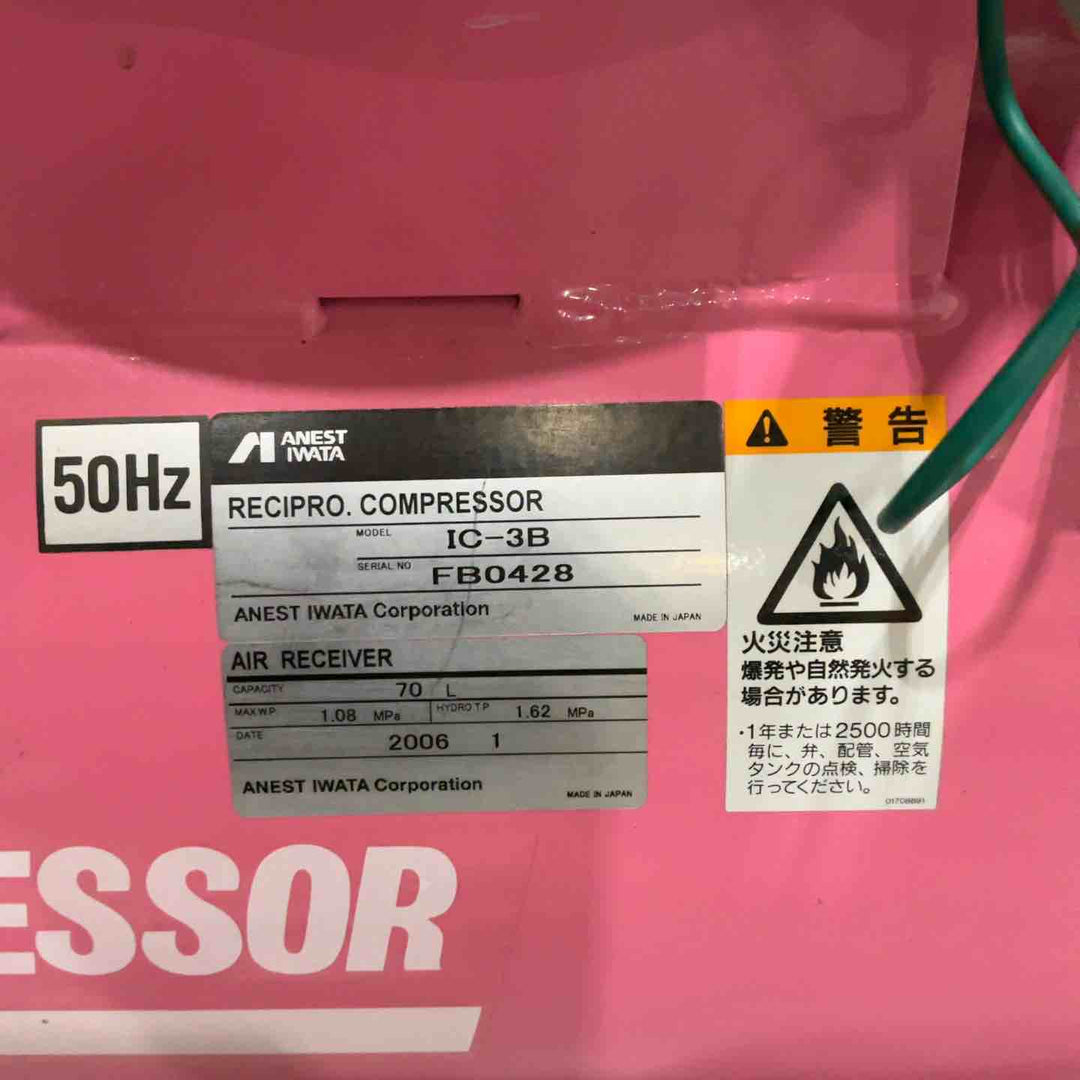 50Hz
ANEST
IWATA
RECIPRO. COMPRESSOR
MODEL IC-3B
SERIAL NO FB0428
ANEST IWATA Corporation MADE IN JAPAN
AIR RECEIVER
CAPACITY 70 L
MAX W.P. 1.08 MPa HYDRO T.P 1.62 MPa
DATE 2006 1
ANEST IWATA Corporation MADE IN JAPAN
警告
火災注意
爆発や自然発火する
場合があります。
・1年または2500時間
毎に、弁、配管、空気
タンクの点検、掃除を
行ってください。
ESSOR